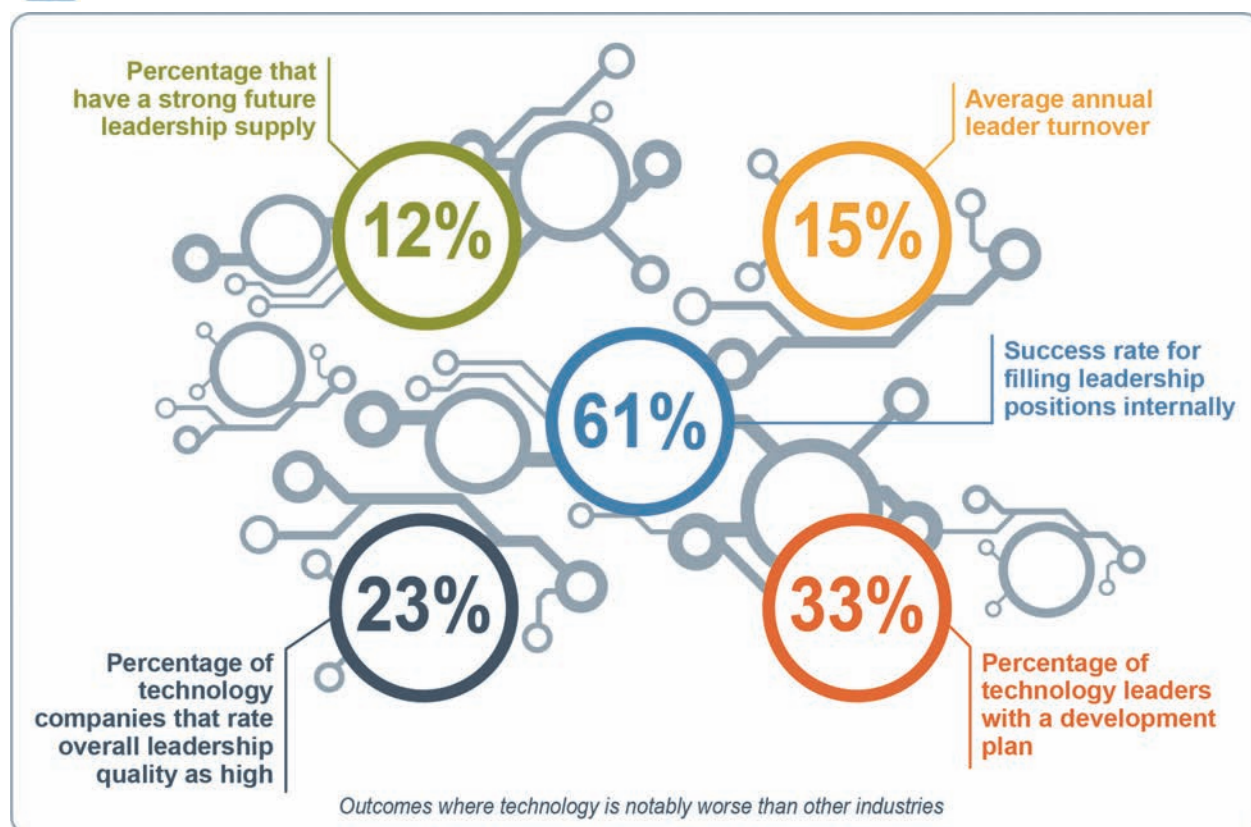 Percentage that
have a strong future
leadership supply
12%
Average annual
leader turnover
15%
Success rate for
filling leadership
positions internally
61%
23%
Percentage of
technology
companies that rate
overall leadership
quality as high
33%
Percentage of
technology leaders
with a development
plan
Outcomes where technology is notably worse than other industries